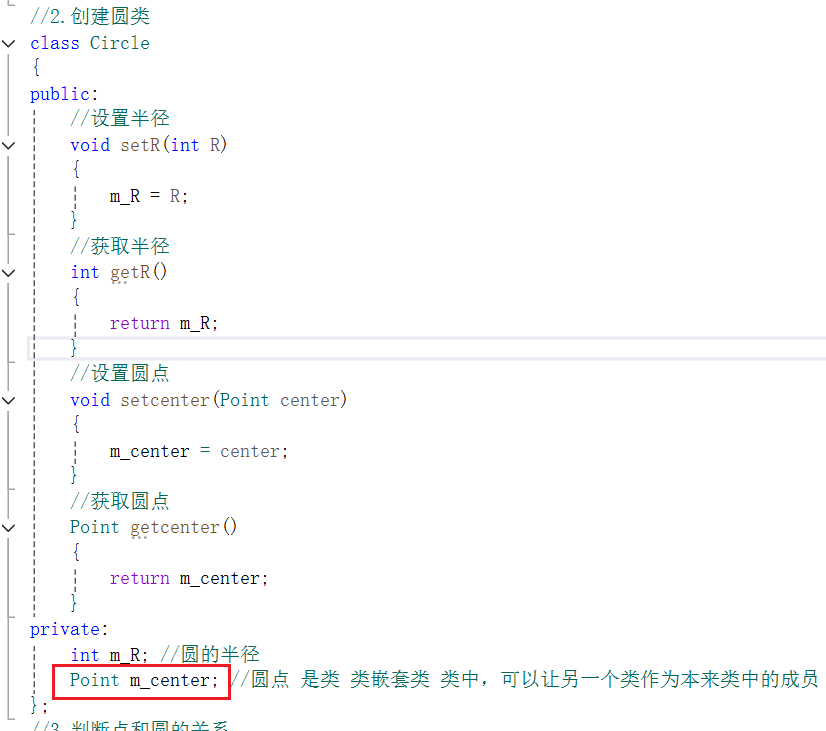 //2.创建圆类
class Circle
{
public:
//设置半径
void setR(int R)
{
m_R = R;
}
//获取半径
int getR()
{
return m_R;
}
//设置圆点
void setcenter(Point center)
{
m_center = center;
}
//获取圆点
Point getcenter()
{
return m_center;
}
private:
int m_R; //圆的半径
Point m_center; //圆点 是类 类嵌套类 类中，可以让另一个类作为本来类中的成员
};
//3.判断点和圆的关系